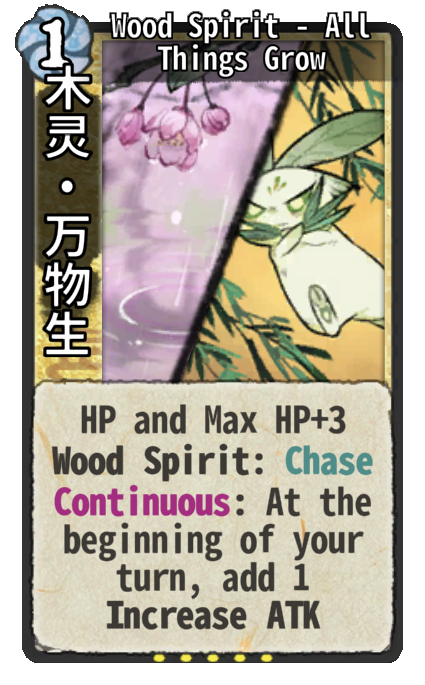 1
Wood Spirit - All
Things Grow
木灵·万物生
HP and Max HP+3
Wood Spirit: Chase
Continuous: At the
beginning of your
turn, add 1
Increase ATK